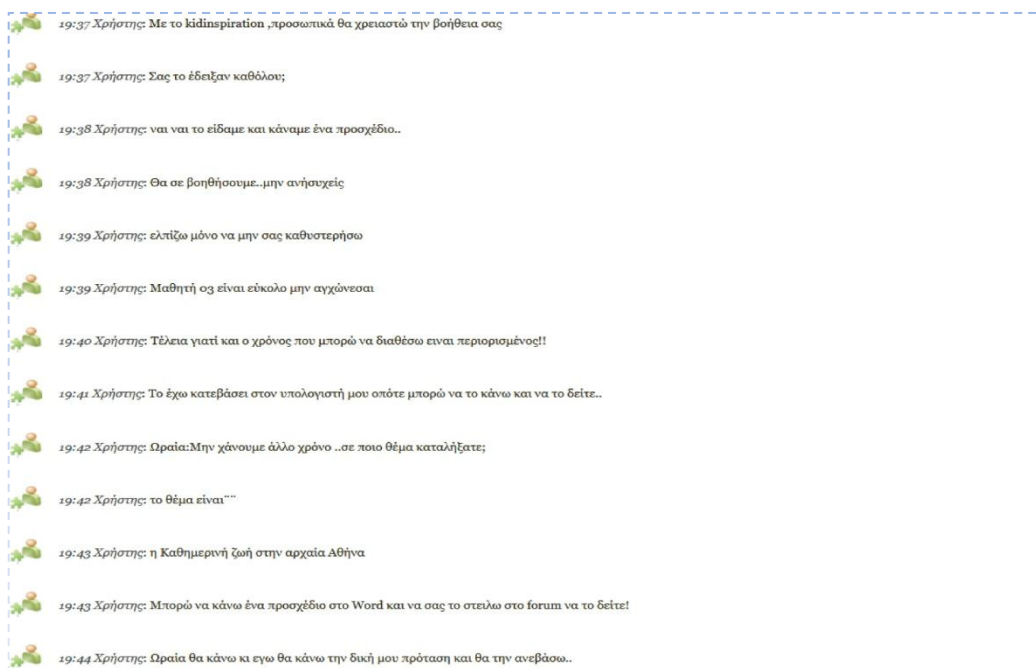 19:37 Χρήστης: Με το kidinspiration ,προσωπικά θα χρειαστώ την βοήθεια σας
19:37 Χρήστης: Σας το έδειξαν καθόλου;
19:38 Χρήστης: ναι ναι το είδαμε και κάναμε ένα προσχέδιο..
19:38 Χρήστης: Θα σε βοηθήσουμε..μην ανήσυχείς
19:39 Χρήστης: ελπίζω μόνο να μην σας καθυστερήσω
19:39 Χρήστης: Μαθητή 03 είναι εύκολο μην αγχώνεσαι
19:40 Χρήστης: Τέλεια γιατί και ο χρόνος που μπορώ να διαθέσω ειναι περιορισμένος!!
19:41 Χρήστης: Το έχω κατεβάσει στον υπολογιστή μου οπότε μπορώ να το κάνω και να το δείτε..
19:42 Χρήστης: Ωραία:Μην χάνουμε άλλο χρόνο ..σε ποιο θέμα καταλήξατε;
19:42 Χρήστης: το θέμα είναι¨¨
19:43 Χρήστης: η Καθημερινή ζωή στην αρχαία Αθήνα
19:43 Χρήστης: Μπορώ να κάνω ένα προσχέδιο στο Word και να σας το στειλω στο forum να το δείτε!
19:44 Χρήστης: Ωραία θα κάνω κι εγω θα κάνω την δική μου πρόταση και θα την ανεβάσω..